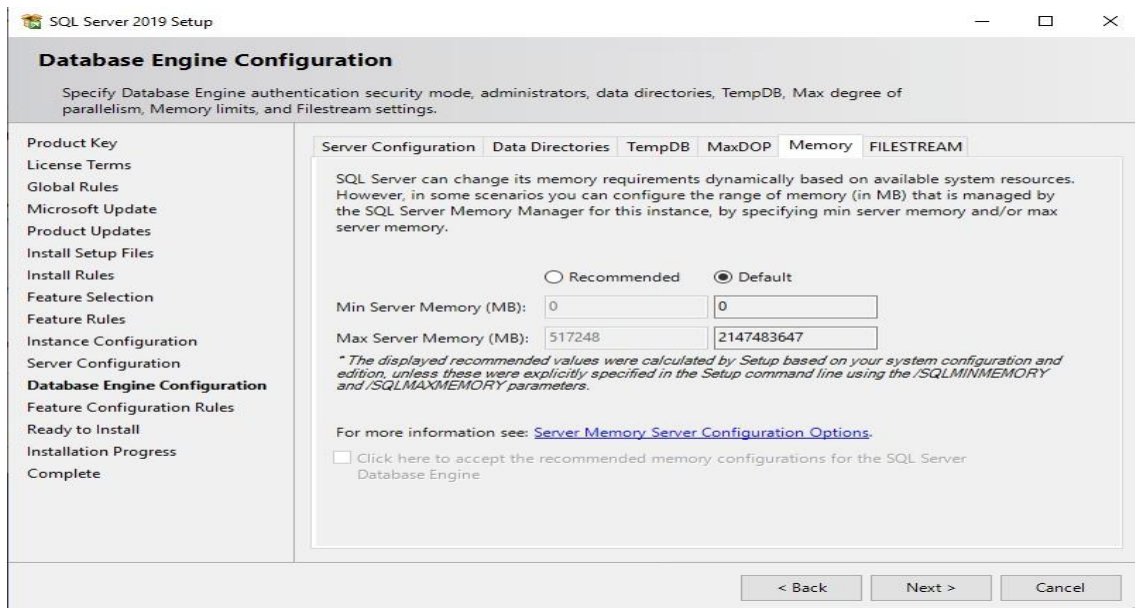 SQL Server 2019 Setup
Database Engine Configuration
Specify Database Engine authentication security mode, administrators, data directories, TempDB, Max degree of
parallelism, Memory limits, and Filestream settings.
Product Key
License Terms
Global Rules
Microsoft Update
Product Updates
Install Setup Files
Install Rules
Feature Selection
Feature Rules
Instance Configuration
Server Configuration
Database Engine Configuration
Feature Configuration Rules
Ready to Install
Installation Progress
Complete
Server Configuration Data Directories TempDB MaxDOP Memory FILESTREAM
SQL Server can change its memory requirements dynamically based on available system resources.
However, in some scenarios you can configure the range of memory (in MB) that is managed by
the SQL Server Memory Manager for this instance, by specifying min server memory and/or max
server memory.
Recommended Default
Min Server Memory (MB): 0 0
Max Server Memory (MB): 517248 2147483647
* The displayed recommended values were calculated by Setup based on your system configuration and
edition, unless these were explicitly specified in the Setup command line using the /SQLMINMEMORY
and /SQLMAXMEMORY parameters.
For more information see: Server Memory Server Configuration Options.
Click here to accept the recommended memory configurations for the SQL Server
Database Engine
< Back Next > Cancel